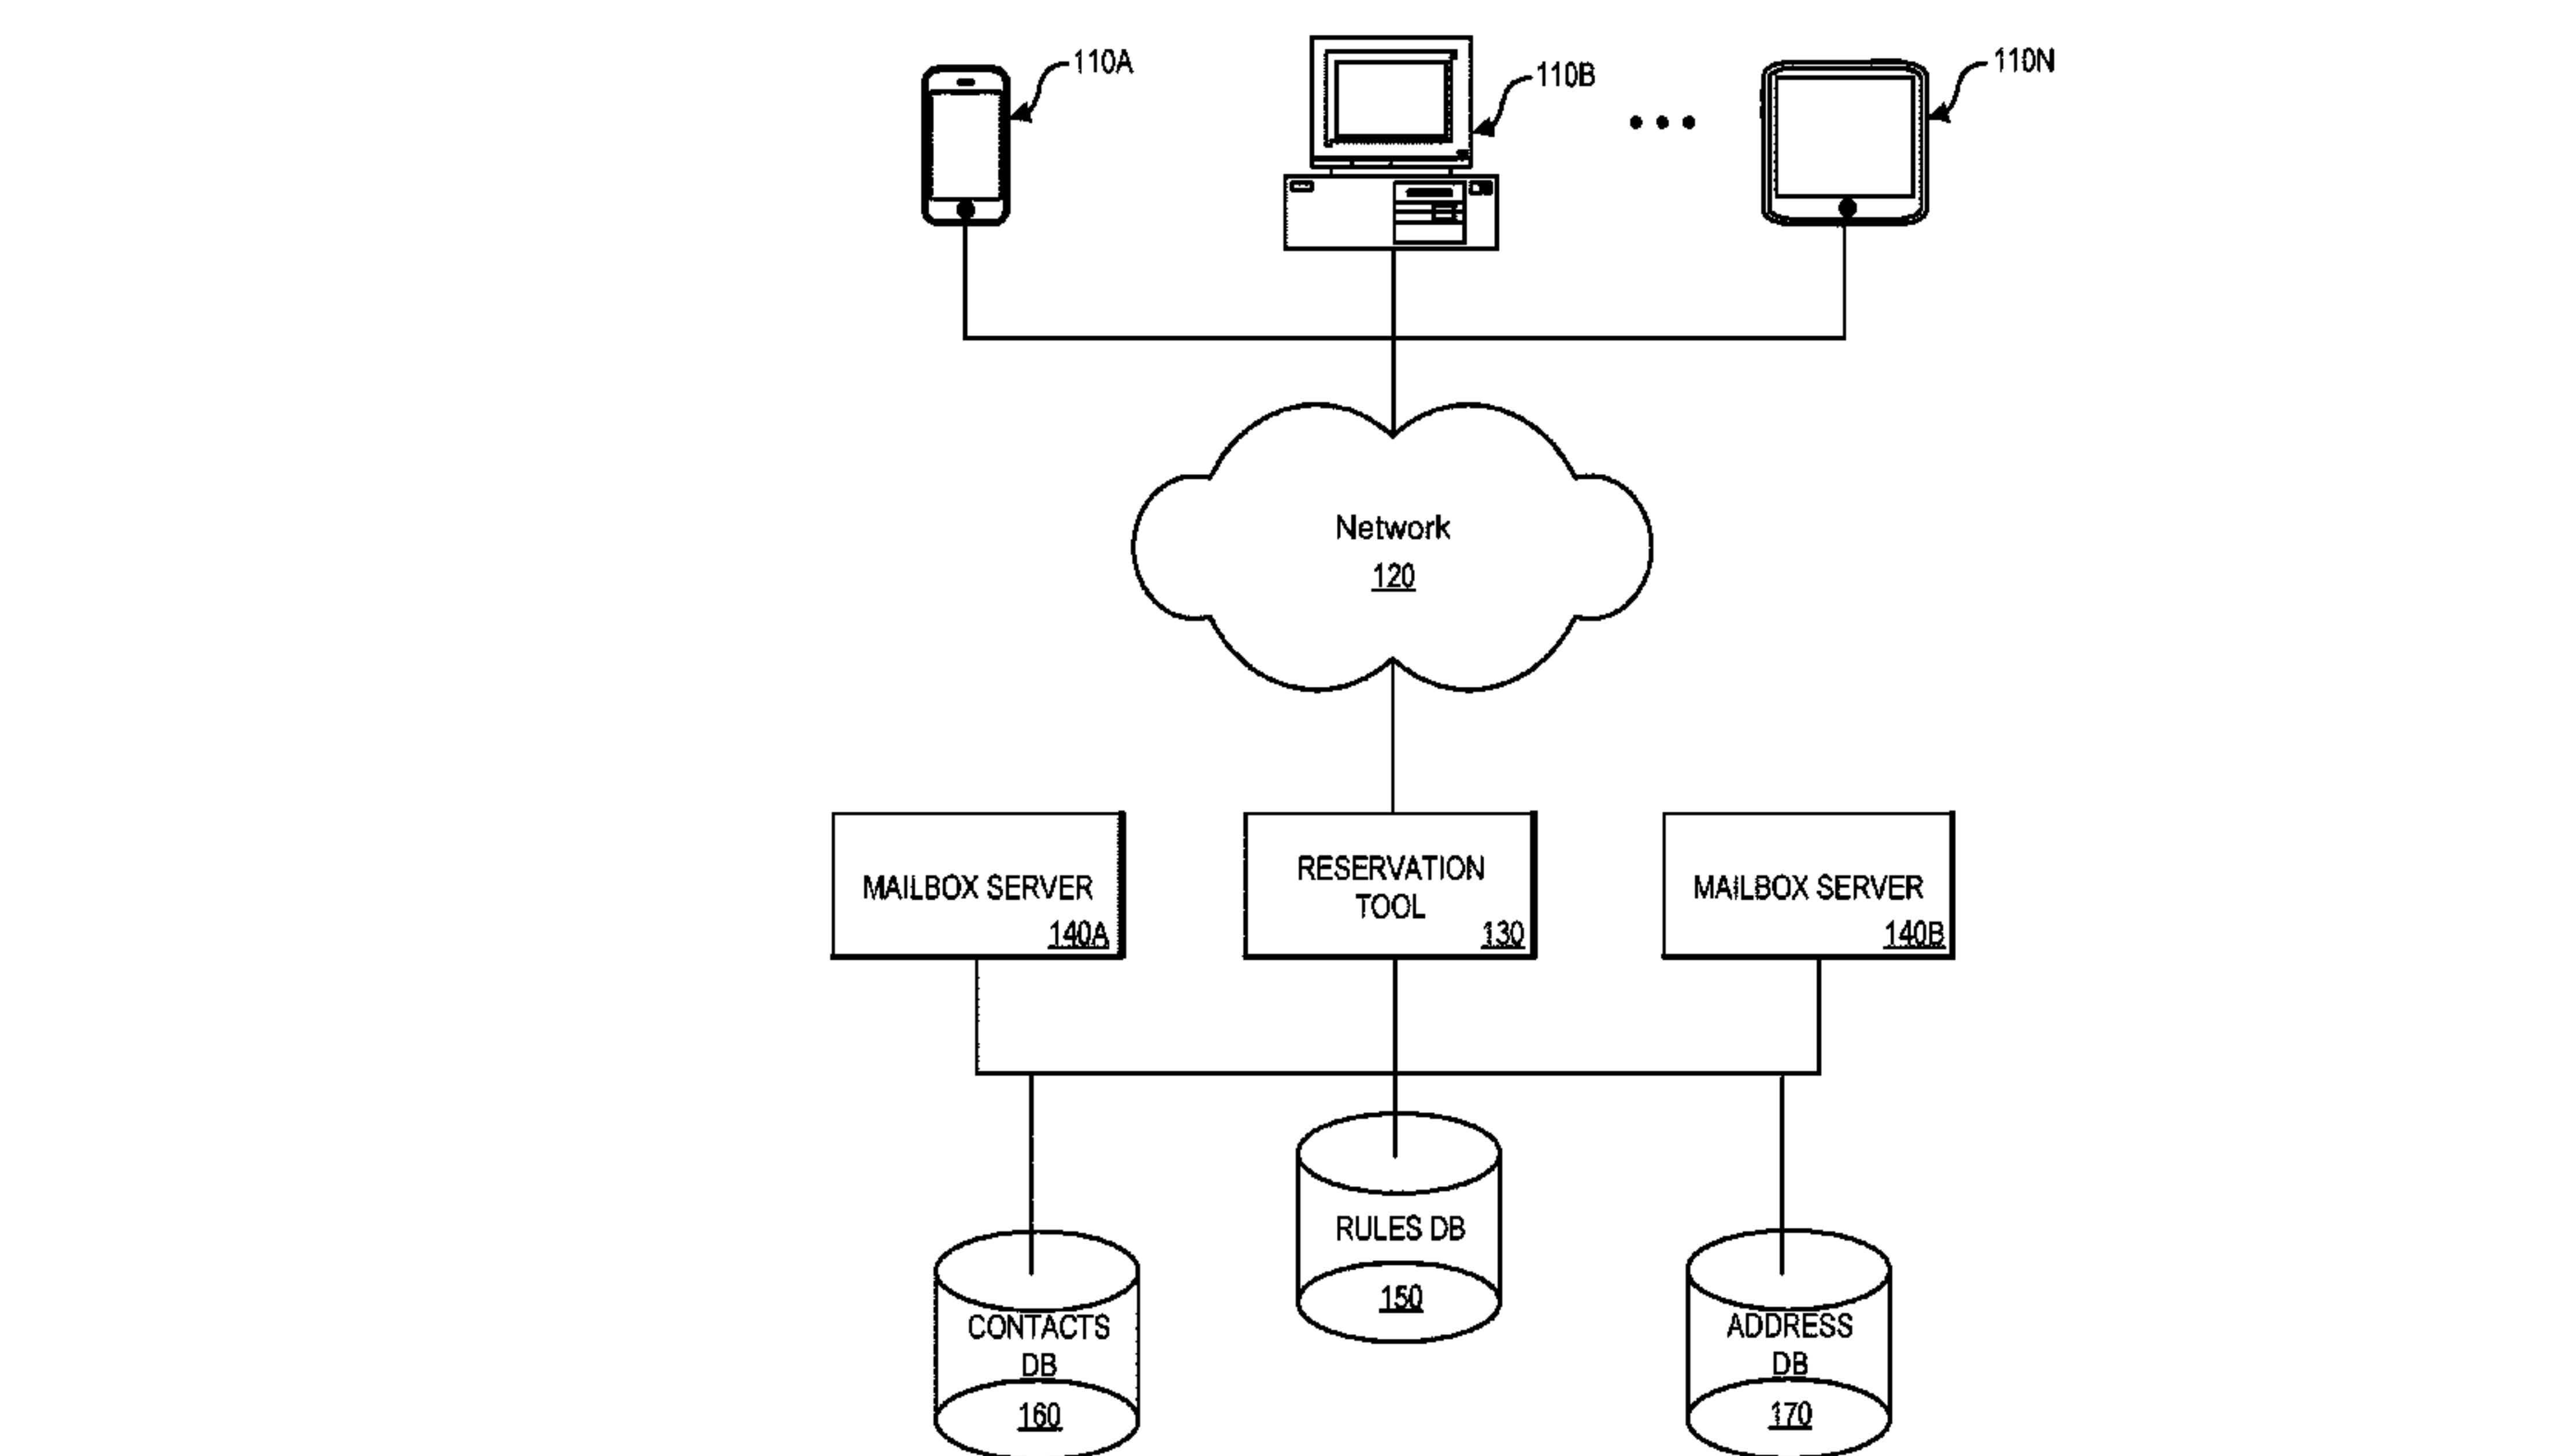 110A
110B
110N
Network
120
MAILBOX SERVER
140A
RESERVATION
TOOL
130
MAILBOX SERVER
140B
RULES DB
150
CONTACTS
DB
160
ADDRESS
DB
170